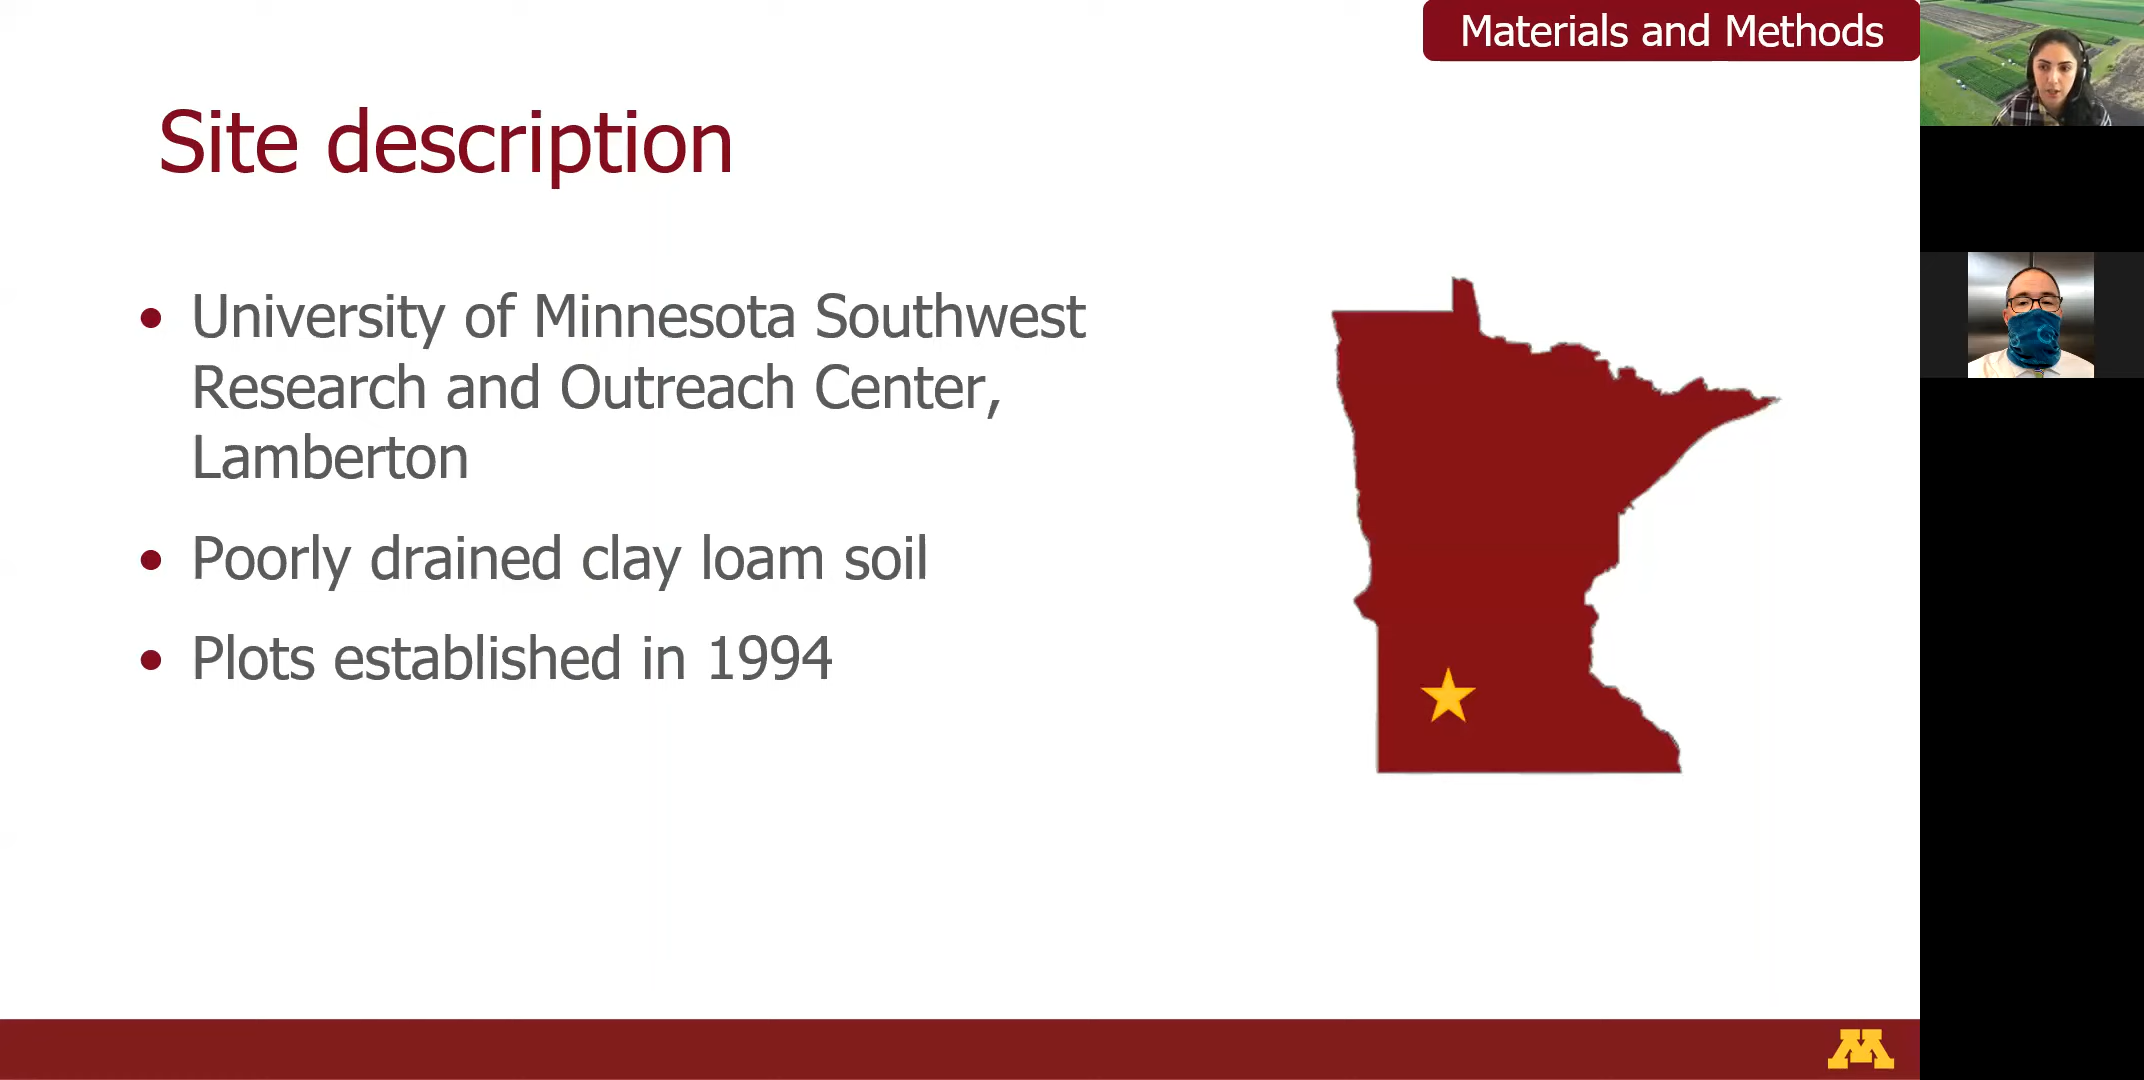 Materials and Methods
Site description
• University of Minnesota Southwest
Research and Outreach Center,
Lamberton
• Poorly drained clay loam soil
• Plots established in 1994
M